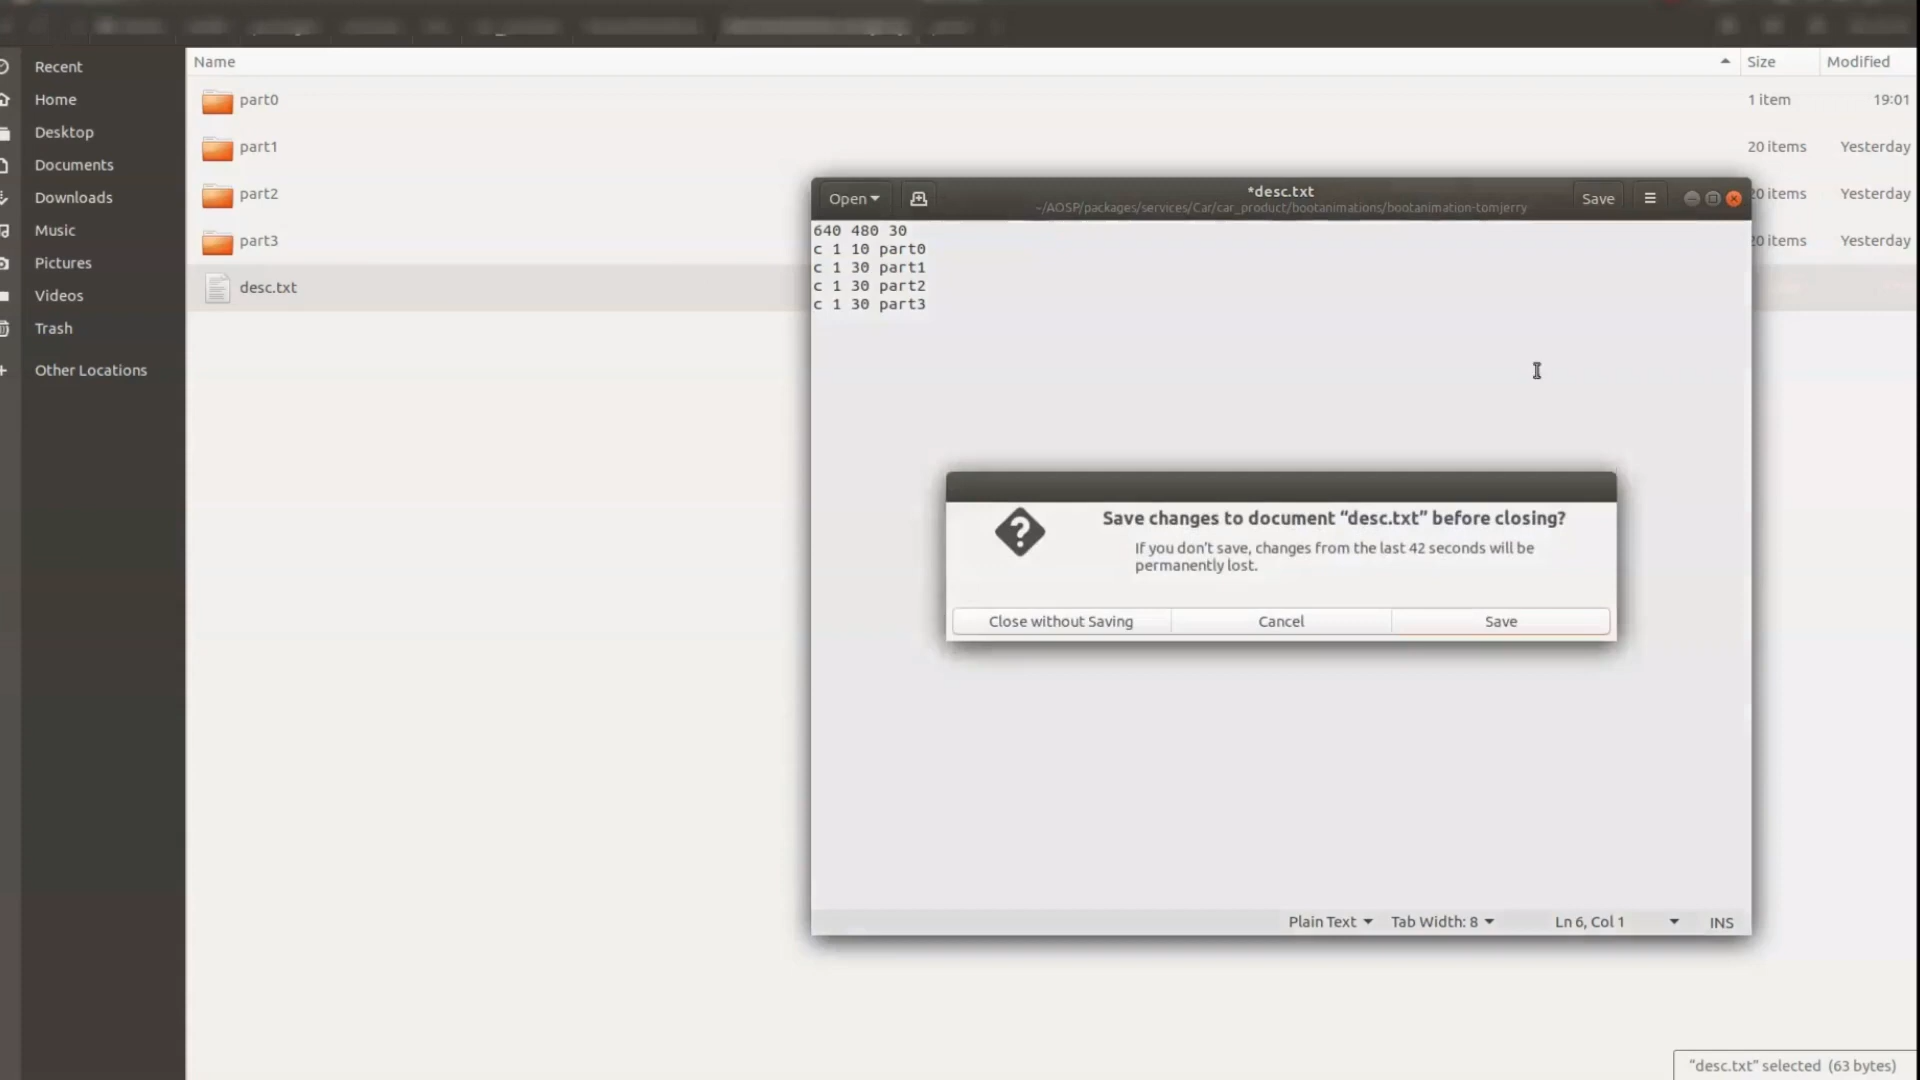 Name
Size
Modified
Recent
Home
Desktop
Documents
Downloads
Music
Pictures
Videos
Trash
Other Locations
part0
1 item
19:01
part1
20 items
Yesterday
part2
20 items
Yesterday
part3
20 items
Yesterday
desc.txt
Open
*desc.txt
~/AOSP/packages/services/Car/car_product/bootanimations/bootanimation-tomjerry
Save
640 480 30
c 1 10 part0
c 1 30 part1
c 1 30 part2
c 1 30 part3
Save changes to document “desc.txt” before closing?
If you don't save, changes from the last 42 seconds will be
permanently lost.
Close without Saving
Cancel
Save
Plain Text
Tab Width: 8
Ln 6, Col 1
INS
“desc.txt” selected (63 bytes)